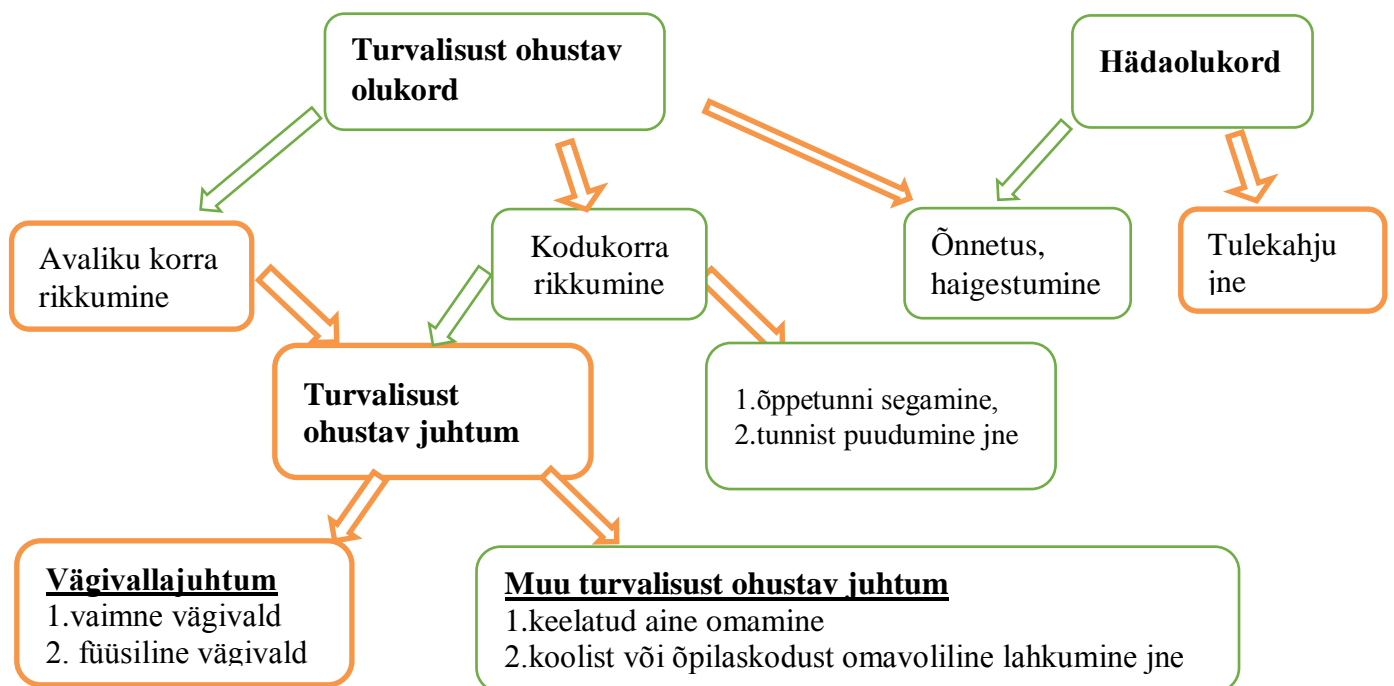 Turvalisust ohustav
olukord
Hädaolukord
Avaliku korra
rikkumine
Kodukorra
rikkumine
Õnnetus,
haigestumine
Tulekahju
jne
Turvalisust
ohustav juhtum
1.õppetunni segamine,
2.tunnist puudumine jne
Vägivallajuhtum
1.vaimne vägivald
2. füüsiline vägivald
Muu turvalisust ohustav juhtum
1.keelatud aine omamine
2.koolist või õpilaskodust omavoliline lahkumine jne